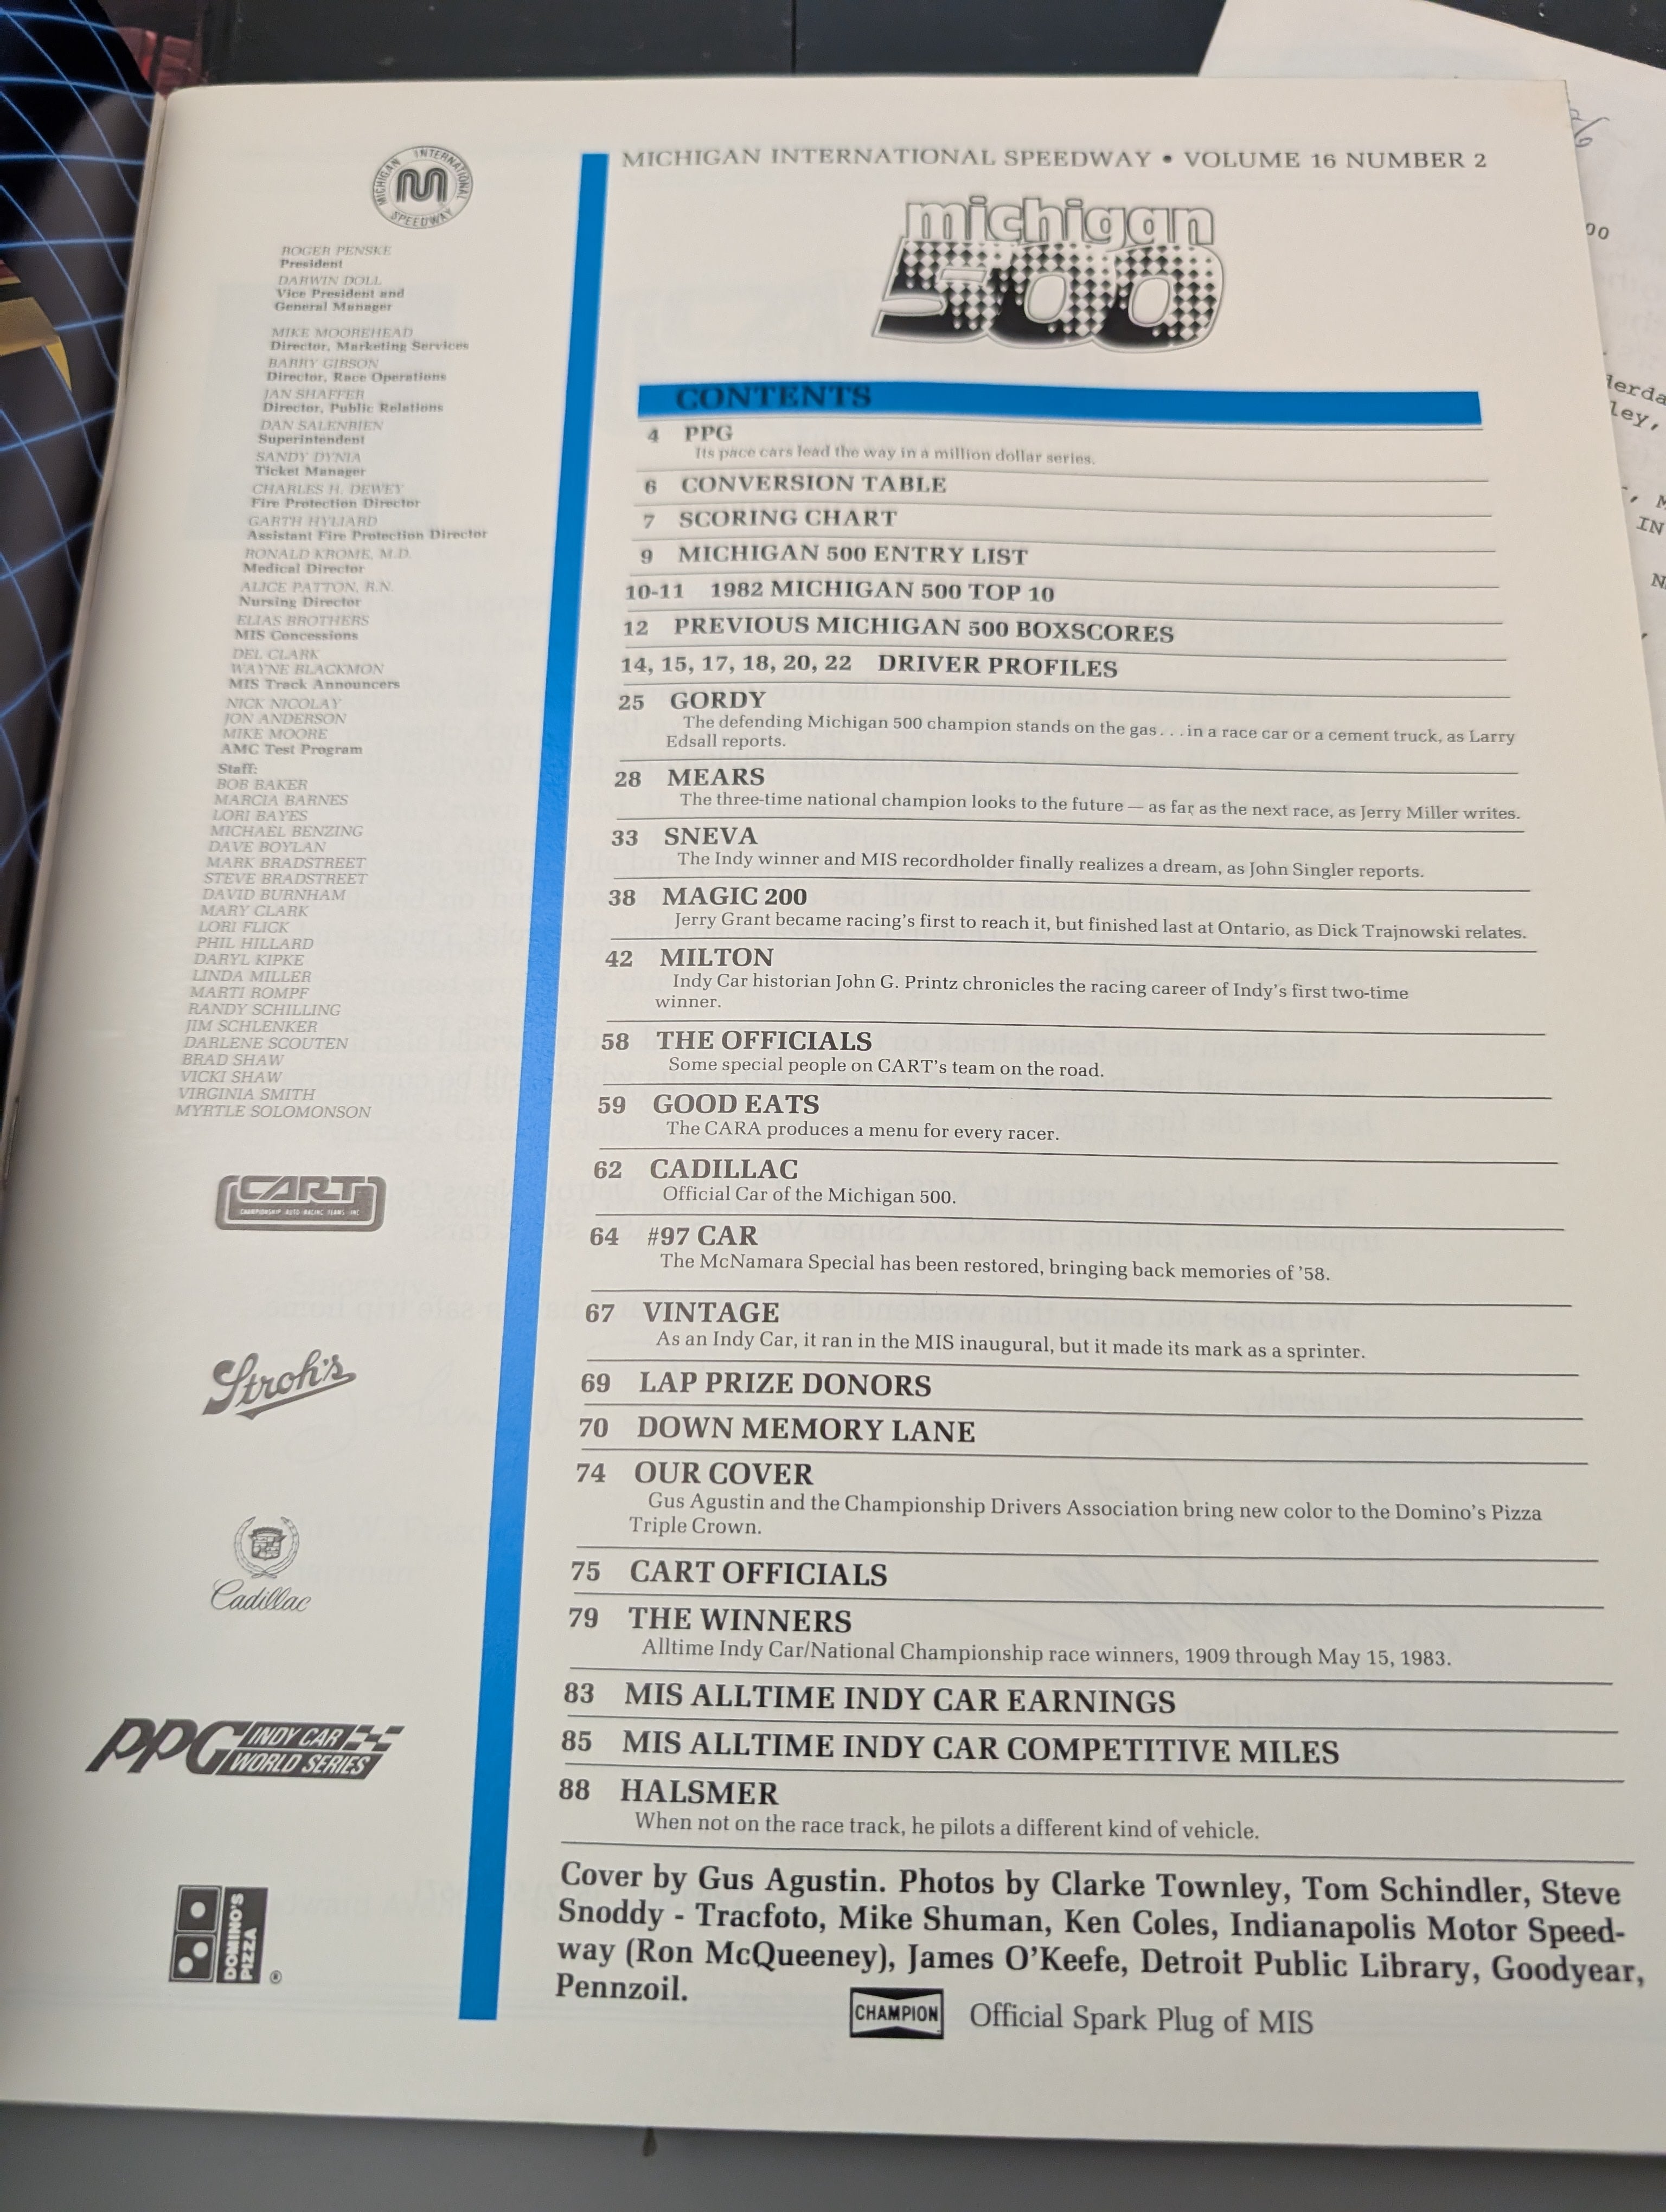 MICHIGAN INTERNATIONAL
SPEEDWAY
ROGER PENSKE
President
DARWIN DOLL
Vice President and
General Manager
MIKE MOOREHEAD
Director, Marketing Services
BARRY GIBSON
Director, Race Operations
JAN SHAFFER
Director, Public Relations
DAN SALENBIEN
Superintendent
SANDY DYNIA
Ticket Manager
CHARLES H. DEWEY
Fire Protection Director
GARTH HYLIARD
Assistant Fire Protection Director
RONALD KROME, M.D.
Medical Director
ALICE PATTON, R.N.
Nursing Director
ELIAS BROTHERS
MIS Concessions
DEL CLARK
WAYNE BLACKMON
MIS Track Announcers
NICK NICOLAY
JON ANDERSON
MIKE MOORE
AMC Test Program
Staff:
BOB BAKER
MARCIA BARNES
LORI BAYES
MICHAEL BENZING
DAVE BOYLAN
MARK BRADSTREET
STEVE BRADSTREET
DAVID BURNHAM
MARY CLARK
LORI FLICK
PHIL HILLARD
DARYL KIPKE
LINDA MILLER
MARTI ROMPF
RANDY SCHILLING
JIM SCHLENKER
DARLENE SCOUTEN
BRAD SHAW
VICKI SHAW
VIRGINIA SMITH
MYRTLE SOLOMONSON
CART
CHAMPIONSHIP AUTO RACING TEAMS INC
Stroh's
Cadillac
PPG INDY CAR
WORLD SERIES
DOMINO'S
PIZZA
®
MICHIGAN INTERNATIONAL SPEEDWAY • VOLUME 16 NUMBER 2
michigan
500
CONTENTS
4 PPG
Its pace cars lead the way in a million dollar series.
6 CONVERSION TABLE
7 SCORING CHART
9 MICHIGAN 500 ENTRY LIST
10-11 1982 MICHIGAN 500 TOP 10
12 PREVIOUS MICHIGAN 500 BOXSCORES
14, 15, 17, 18, 20, 22 DRIVER PROFILES
25 GORDY
The defending Michigan 500 champion stands on the gas . . . in a race car or a cement truck, as Larry
Edsall reports.
28 MEARS
The three-time national champion looks to the future — as far as the next race, as Jerry Miller writes.
33 SNEVA
The Indy winner and MIS recordholder finally realizes a dream, as John Singler reports.
38 MAGIC 200
Jerry Grant became racing's first to reach it, but finished last at Ontario, as Dick Trajnowski relates.
42 MILTON
Indy Car historian John G. Printz chronicles the racing career of Indy's first two-time
winner.
58 THE OFFICIALS
Some special people on CART's team on the road.
59 GOOD EATS
The CARA produces a menu for every racer.
62 CADILLAC
Official Car of the Michigan 500.
64 #97 CAR
The McNamara Special has been restored, bringing back memories of '58.
67 VINTAGE
As an Indy Car, it ran in the MIS inaugural, but it made its mark as a sprinter.
69 LAP PRIZE DONORS
70 DOWN MEMORY LANE
74 OUR COVER
Gus Agustin and the Championship Drivers Association bring new color to the Domino's Pizza
Triple Crown.
75 CART OFFICIALS
79 THE WINNERS
Alltime Indy Car/National Championship race winners, 1909 through May 15, 1983.
83 MIS ALLTIME INDY CAR EARNINGS
85 MIS ALLTIME INDY CAR COMPETITIVE MILES
88 HALSMER
When not on the race track, he pilots a different kind of vehicle.
Cover by Gus Agustin. Photos by Clarke Townley, Tom Schindler, Steve
Snoddy - Tracfoto, Mike Shuman, Ken Coles, Indianapolis Motor Speed-
way (Ron McQueeney), James O'Keefe, Detroit Public Library, Goodyear,
Pennzoil.
CHAMPION Official Spark Plug of MIS